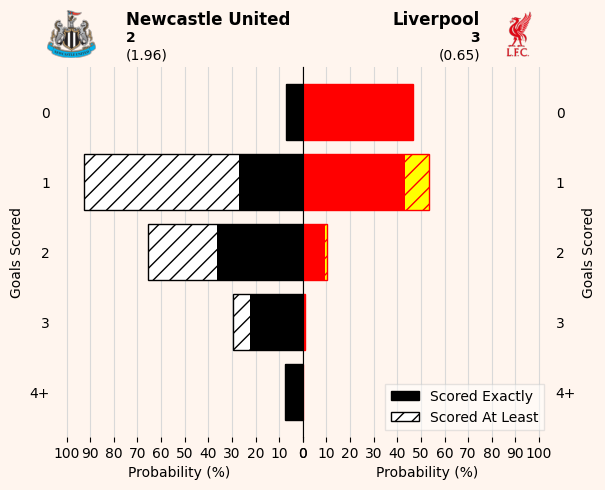 Newcastle United
2
(1.96)
Liverpool
3
(0.65)
L.F.C.
Goals Scored
0
1
2
3
4+
0
1
2
3
4+
Goals Scored
Scored Exactly
Scored At Least
100 90 80 70 60 50 40 30 20 10 0
0 10 20 30 40 50 60 70 80 90 100
Probability (%)
Probability (%)